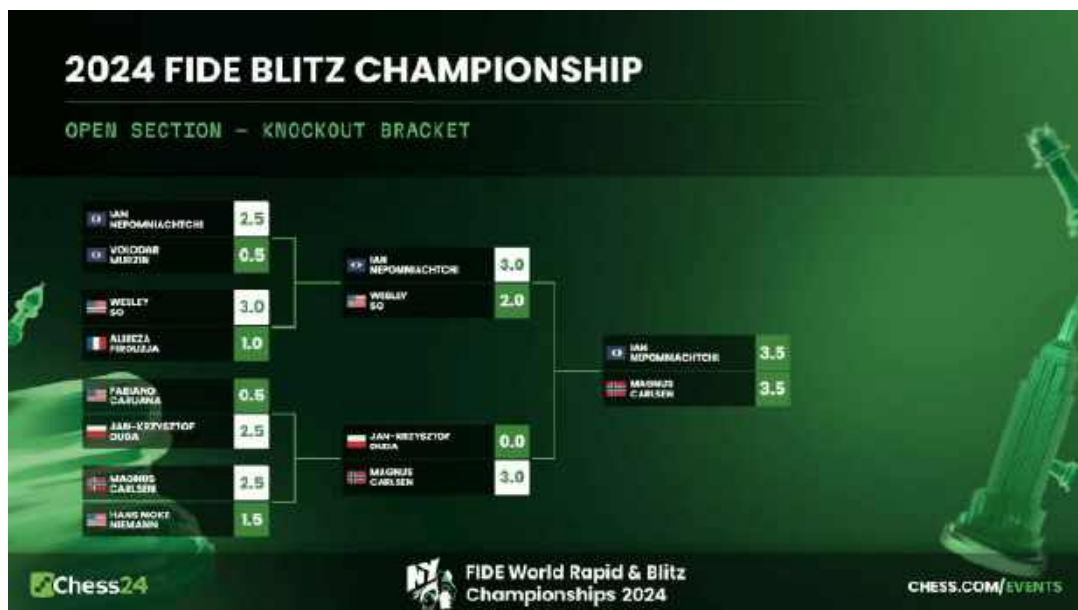 2024 FIDE BLITZ CHAMPIONSHIP
OPEN SECTION – KNOCKOUT BRACKET
IAN
NEPOMNIACHTCHI
2.5
VOLODAR
MURZIN
0.5
WESLEY
SO
3.0
ALIREZA
FIROUZJA
1.0
FABIANO
CARUANA
0.5
JAN-KRZYSZTOF
DUDA
2.5
MAGNUS
CARLSEN
2.5
HANS MOKE
NIEMANN
1.5
IAN
NEPOMNIACHTCHI
3.0
WESLEY
SO
2.0
JAN-KRZYSZTOF
DUDA
0.0
MAGNUS
CARLSEN
3.0
IAN
NEPOMNIACHTCHI
3.5
MAGNUS
CARLSEN
3.5
Chess24
NY
FIDE World Rapid & Blitz
Championships 2024
CHESS.COM/EVENTS